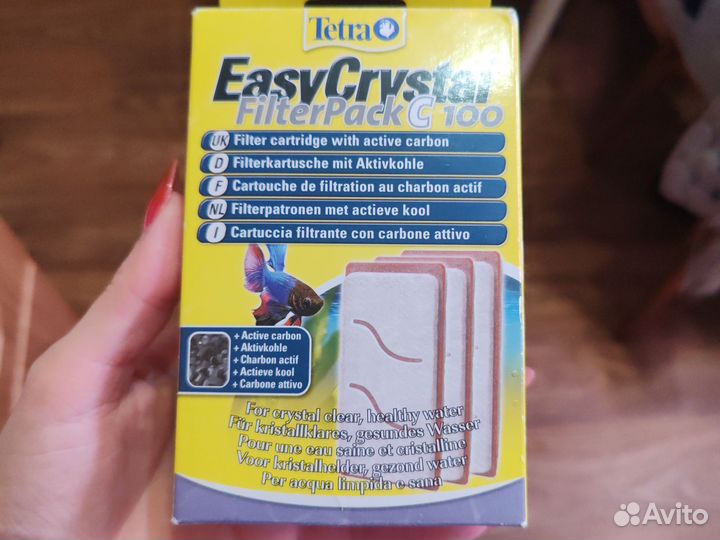 Tetra
EasyCrystal
FilterPack C 100
UK Filter cartridge with active carbon
D Filterkartusche mit Aktivkohle
F Cartouche de filtration au charbon actif
NL Filterpatronen met actieve kool
I Cartuccia filtrante con carbone attivo
+ Active carbon
+ Aktivkohle
+ Charbon actif
+ Actieve kool
+ Carbone attivo
For crystal clear, healthy water
Für kristallklares, gesundes Wasser
Pour une eau saine et cristalline
Voor kristalhelder, gezond water
Per acqua limpida e sana
Avito